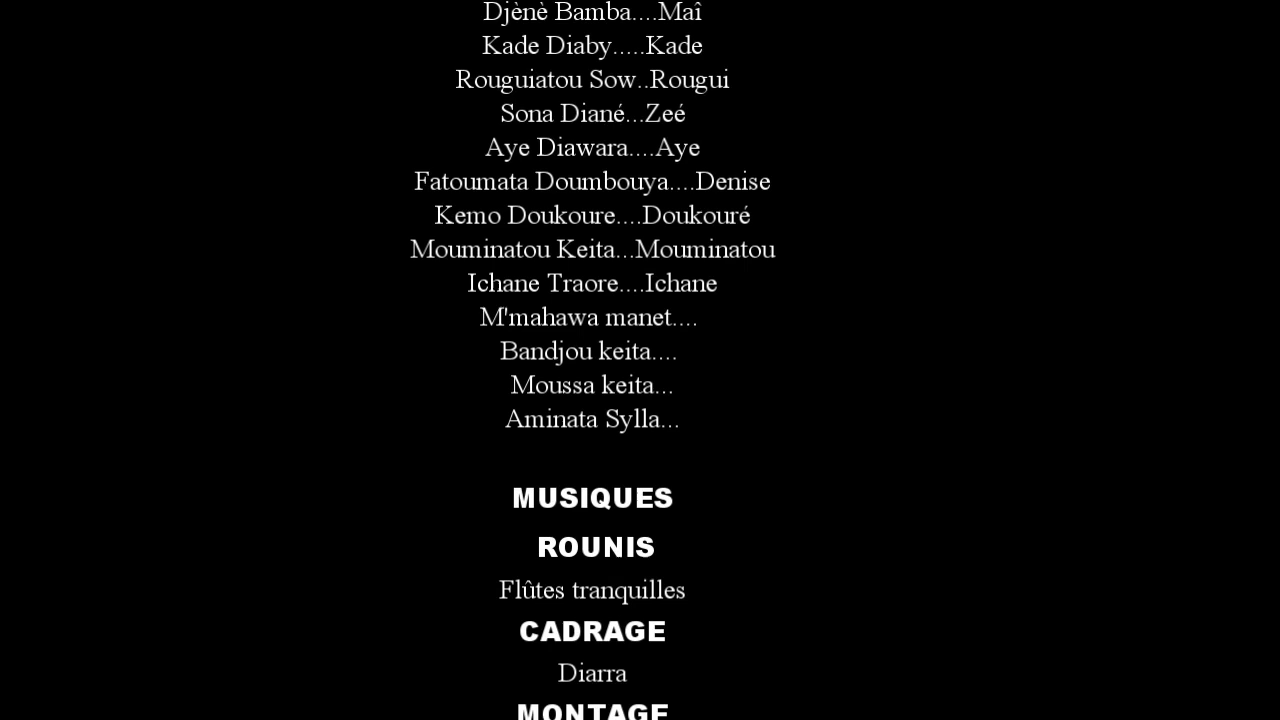 Djènè Bamba....Maî
Kade Diaby.....Kade
Rouguiatou Sow..Rougui
Sona Diané...Zeé
Aye Diawara....Aye
Fatoumata Doumbouya....Denise
Kemo Doukoure....Doukouré
Mouminatou Keita...Mouminatou
Ichane Traore....Ichane
M'mahawa manet....
Bandjou keita....
Moussa keita...
Aminata Sylla...
MUSIQUES
ROUNIS
Flûtes tranquilles
CADRAGE
Diarra
MONTAGE